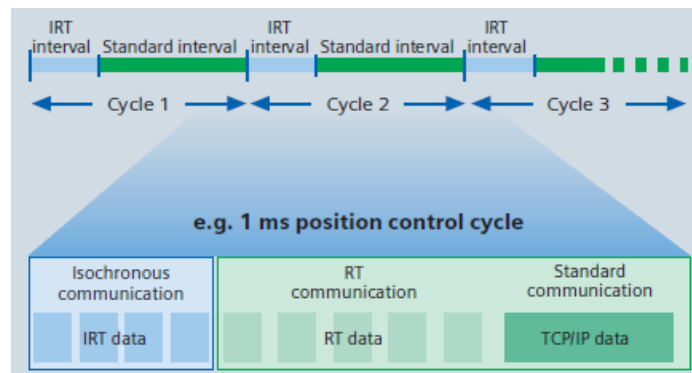 IRT
interval
Standard interval
IRT
interval
Standard interval
IRT
interval
Cycle 1
Cycle 2
Cycle 3
e.g. 1 ms position control cycle
Isochronous
communication
RT
communication
Standard
communication
IRT data
RT data
TCP/IP data